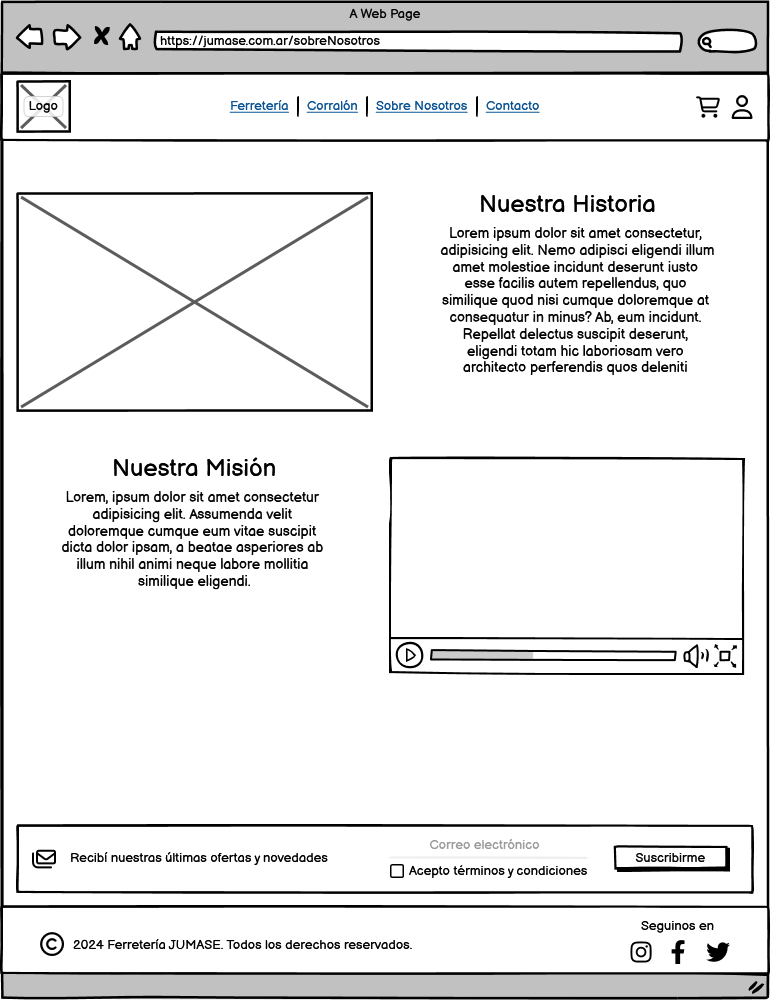 A Web Page
https://jumase.com.ar/sobreNosotros
Logo
Ferretería
Corralón
Sobre Nosotros
Contacto
Nuestra Historia
Lorem ipsum dolor sit amet consectetur,
adipisicing elit. Nemo adipisci eligendi illum
amet molestiae incidunt deserunt iusto
esse facilis autem repellendus, quo
similique quod nisi cumque doloremque at
consequatur in minus? Ab, eum incidunt.
Repellat delectus suscipit deserunt,
eligendi totam hic laboriosam vero
architecto perferendis quos deleniti
Nuestra Misión
Lorem, ipsum dolor sit amet consectetur
adipisicing elit. Assumenda velit
doloremque cumque eum vitae suscipit
dicta dolor ipsam, a beatae asperiores ab
illum nihil animi neque labore mollitia
similique eligendi.
Recibí nuestras últimas ofertas y novedades
Correo electrónico
Acepto términos y condiciones
Suscribirme
2024 Ferretería JUMASE. Todos los derechos reservados.
Seguinos en